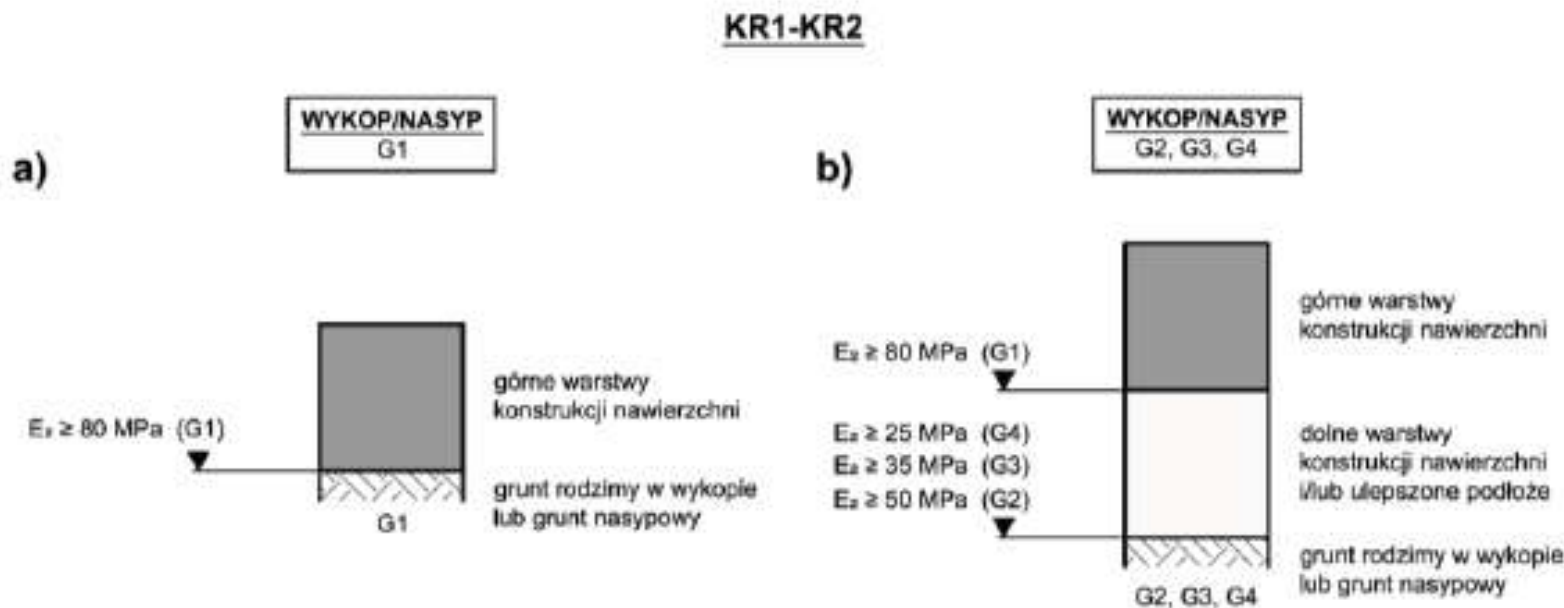 KR1-KR2
a)
WYKOP/NASYP
G1
E₂ ≥ 80 MPa (G1)
górne warstwy
konstrukcji nawierzchni
grunt rodzimy w wykopie
lub grunt nasypowy
G1
b)
WYKOP/NASYP
G2, G3, G4
E₂ ≥ 80 MPa (G1)
górne warstwy
konstrukcji nawierzchni
E₂ ≥ 25 MPa (G4)
E₂ ≥ 35 MPa (G3)
E₂ ≥ 50 MPa (G2)
dolne warstwy
konstrukcji nawierzchni
i/lub ulepszone podłoże
grunt rodzimy w wykopie
lub grunt nasypowy
G2, G3, G4